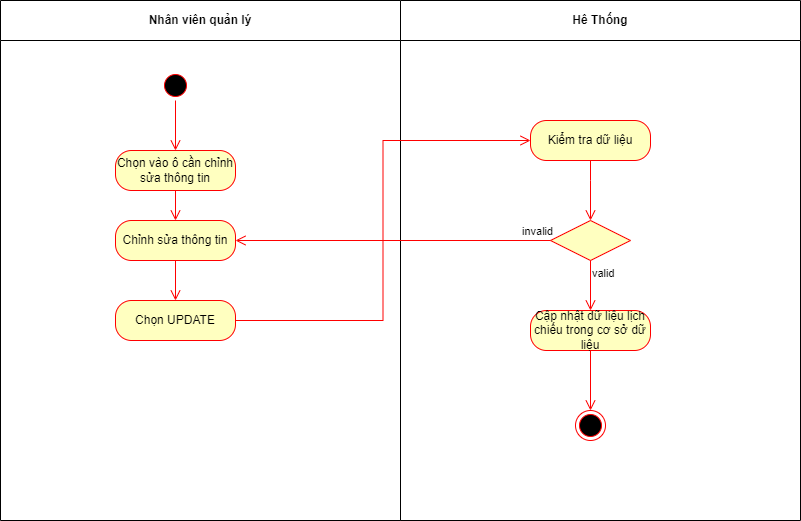 Nhân viên quản lý
Hê Thống
Chọn vào ô cần chỉnh
sửa thông tin
Chỉnh sửa thông tin
Chọn UPDATE
Kiểm tra dữ liệu
invalid
valid
Cập nhật dữ liệu lịch
chiếu trong cơ sở dữ
liệu